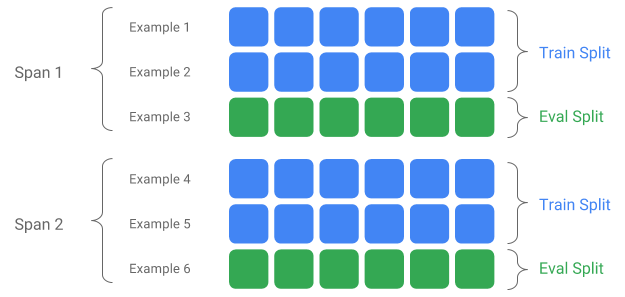 Example 1
Train Split
Span 1
Example 2
Example 3
Eval Split
Example 4
Train Split
Span 2
Example 5
Example 6
Eval Split